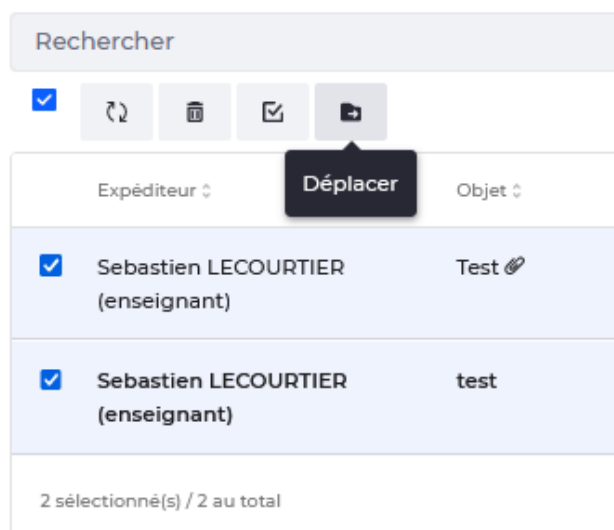 Rechercher
Déplacer
Expéditeur
Objet
Sebastien LECOURTIER
(enseignant)
Test
Sebastien LECOURTIER
(enseignant)
test
2 sélectionné(s) / 2 au total